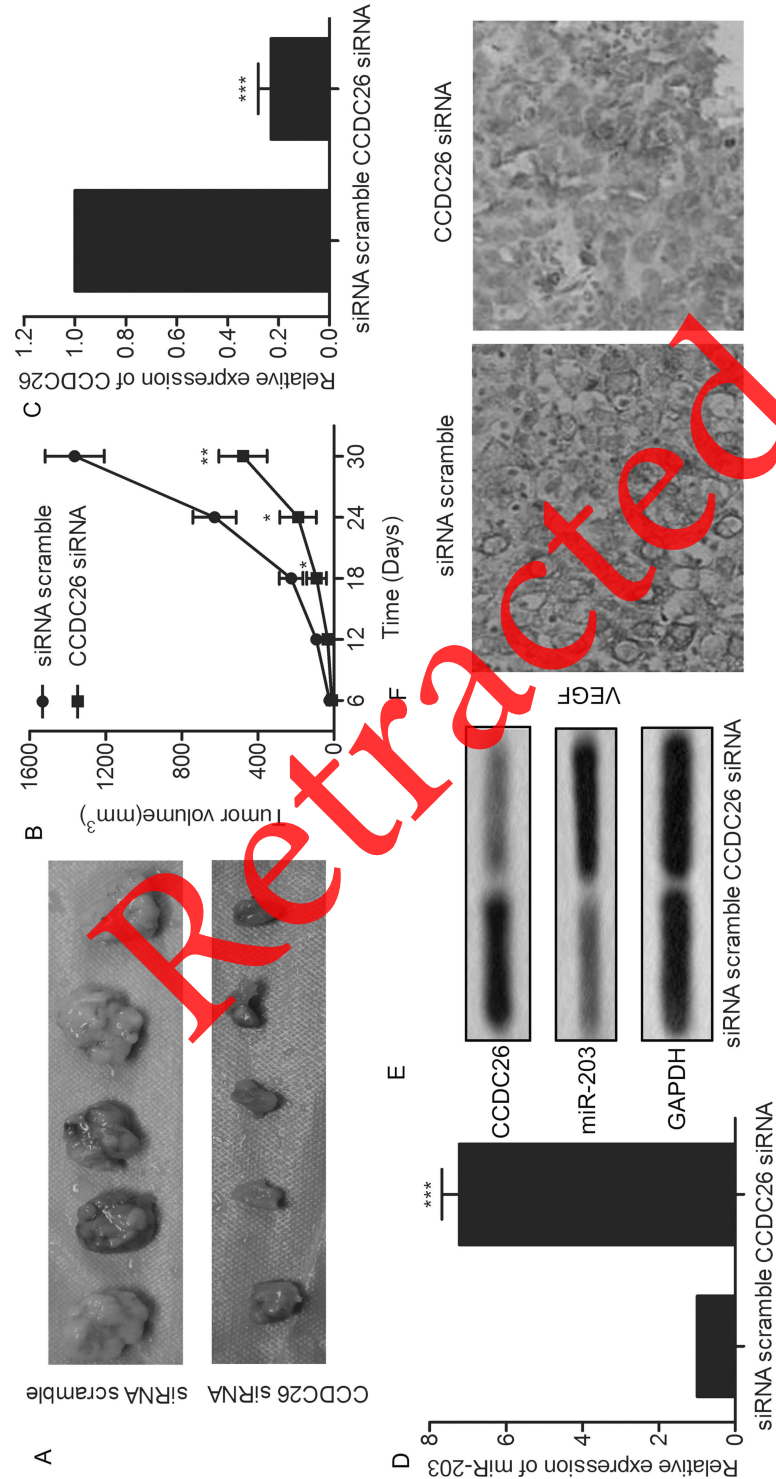 A
siRNA scramble
CCDC26 siRNA
B
Tumor volume(mm³)
1600
1200
800
400
0
6
12
18
24
30
Time (Days)
siRNA scramble
CCDC26 siRNA
*
*
**
C
Relative expression of CCDC26
1.2
1.0
0.8
0.6
0.4
0.2
0.0
***
siRNA scramble CCDC26 siRNA
D
Relative expression of miR-203
8
6
4
2
0
***
siRNA scramble CCDC26 siRNA
E
CCDC26
miR-203
GAPDH
siRNA scramble CCDC26 siRNA
F
VEGF
siRNA scramble
CCDC26 siRNA
Retracted